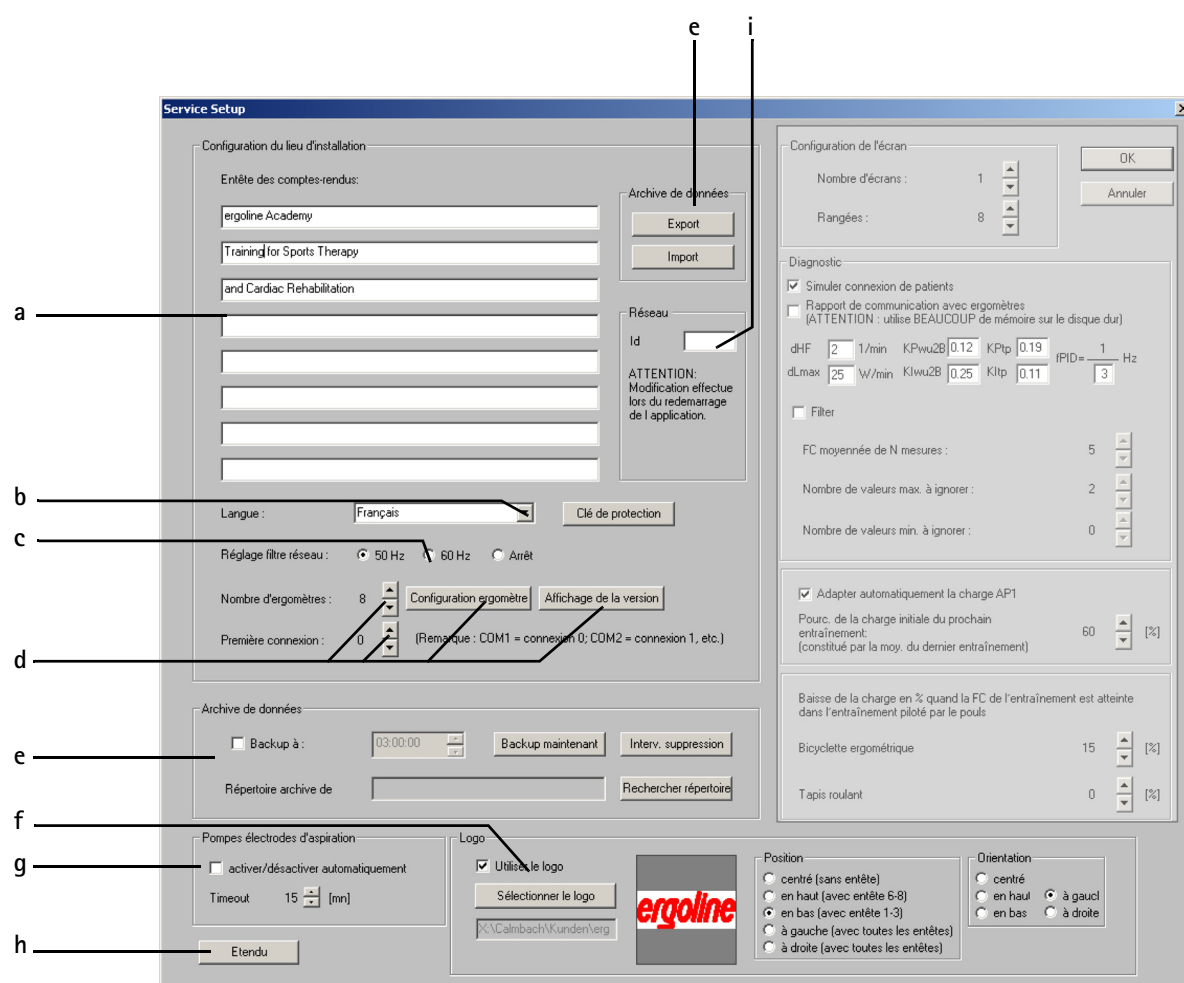 e i
Service Setup
Configuration du lieu d'installation
Entête des comptes-rendus:
ergoline Academy
Training for Sports Therapy
and Cardiac Rehabilitation
a
Archive de données
Export
Import
Réseau
Id
ATTENTION:
Modification effectue
lors du redemarrage
de l application.
b
Langue :
Français
Clé de protection
c
Réglage filtre réseau :
50 Hz
60 Hz
Arrêt
Nombre d'ergomètres :
8
Configuration ergomètre
Affichage de la version
Première connexion :
0
(Remarque : COM1 = connexion 0; COM2 = connexion 1, etc.)
d
Archive de données
e
Backup à :
03:00:00
Backup maintenant
Interv. suppression
Répertoire archive de
Rechercher répertoire
f
Pompes électrodes d'aspiration
g
activer/désactiver automatiquement
Timeout
15
[mn]
h
Etendu
Logo
Utiliser le logo
Sélectionner le logo
X:\Calmbach\Kunden\erg
ergoline
Position
centré (sans entête)
en haut (avec entête 6-8)
en bas (avec entête 1-3)
à gauche (avec toutes les entêtes)
à droite (avec toutes les entêtes)
Orientation
centré
en haut
à gaucl
en bas
à droite
Configuration de l'écran
Nombre d'écrans :
1
Rangées :
8
OK
Annuler
Diagnostic
Simuler connexion de patients
Rapport de communication avec ergomètres
(ATTENTION : utilise BEAUCOUP de mémoire sur le disque dur)
dHF 2 1/min KPwu2B 0.12 KPtp 0.19
dLmax 25 W/min KIwu2B 0.25 KItp 0.11
fPID= 1 Hz
3
Filter
FC moyennée de N mesures :
5
Nombre de valeurs max. à ignorer :
2
Nombre de valeurs min. à ignorer :
0
Adapter automatiquement la charge AP1
Pourc. de la charge initiale du prochain
entraînement:
(constitué par la moy. du dernier entraînement)
60
[%]
Baisse de la charge en % quand la FC de l'entraînement est atteinte
dans l'entraînement piloté par le pouls
Bicyclette ergométrique
15
[%]
Tapis roulant
0
[%]